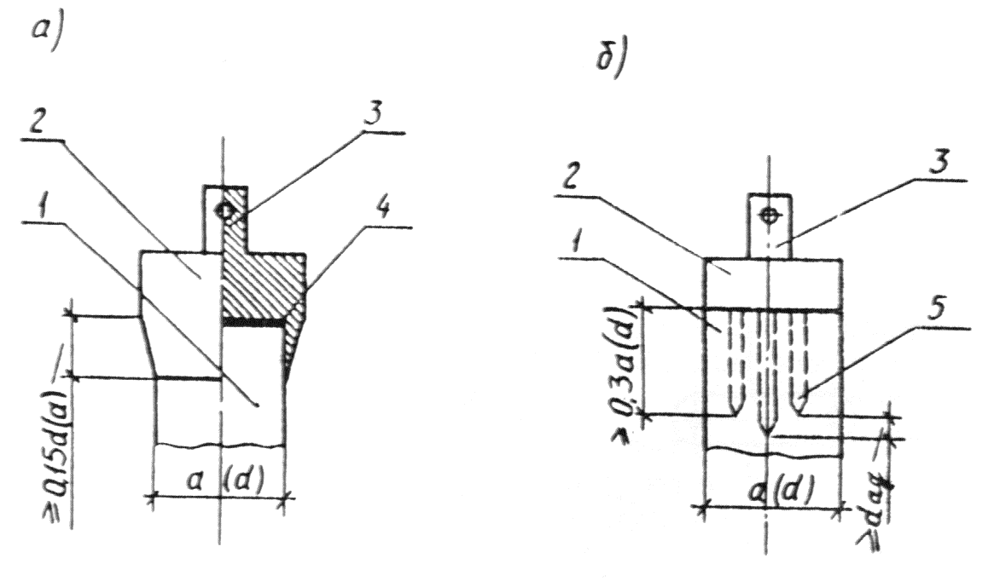 а)
2
3
1
4
≥0,15d(a)
a (d)
б)
2
3
1
5
≥0,3a(d)
a(d)
≥dag